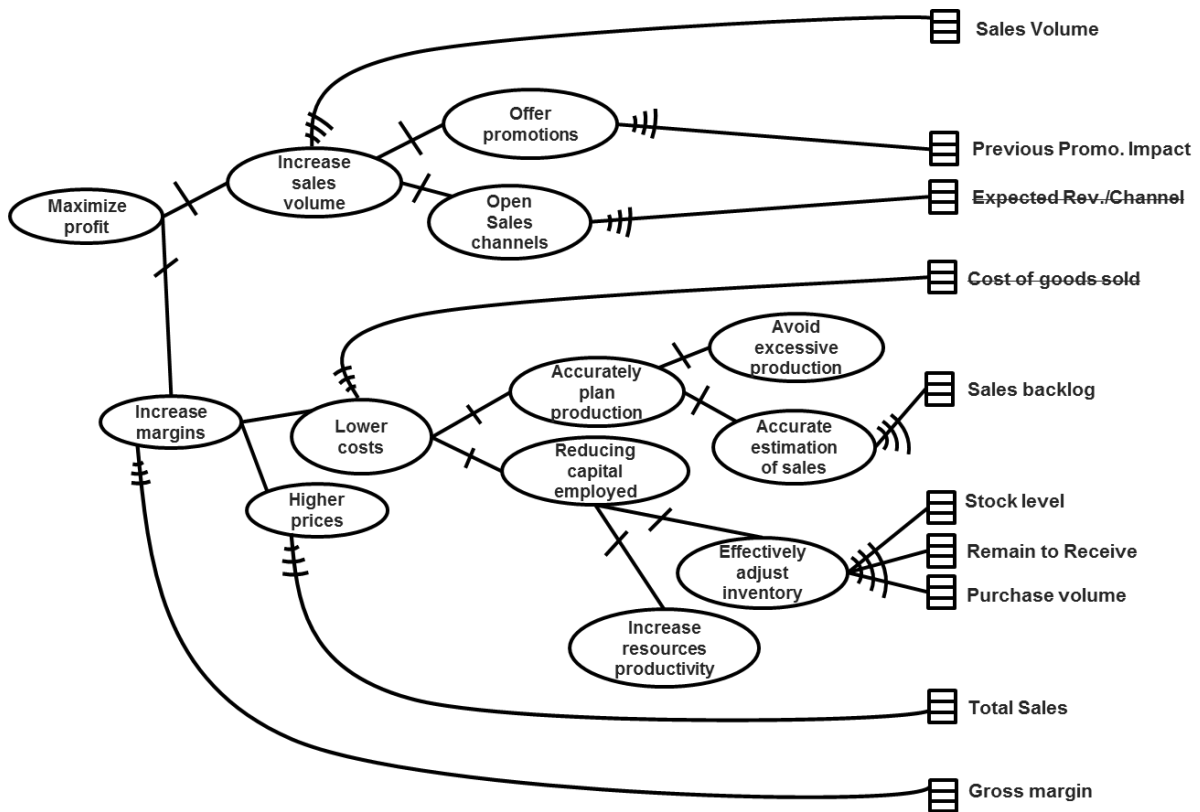 Sales Volume
Offer
promotions
Previous Promo. Impact
Increase
sales
volume
Maximize
profit
Open
Sales
channels
Expected Rev./Channel
Cost of goods sold
Avoid
excessive
production
Accurately
plan
production
Sales backlog
Increase
margins
Lower
costs
Accurate
estimation
of sales
Reducing
capital
employed
Higher
prices
Stock level
Effectively
adjust
inventory
Remain to Receive
Purchase volume
Increase
resources
productivity
Total Sales
Gross margin